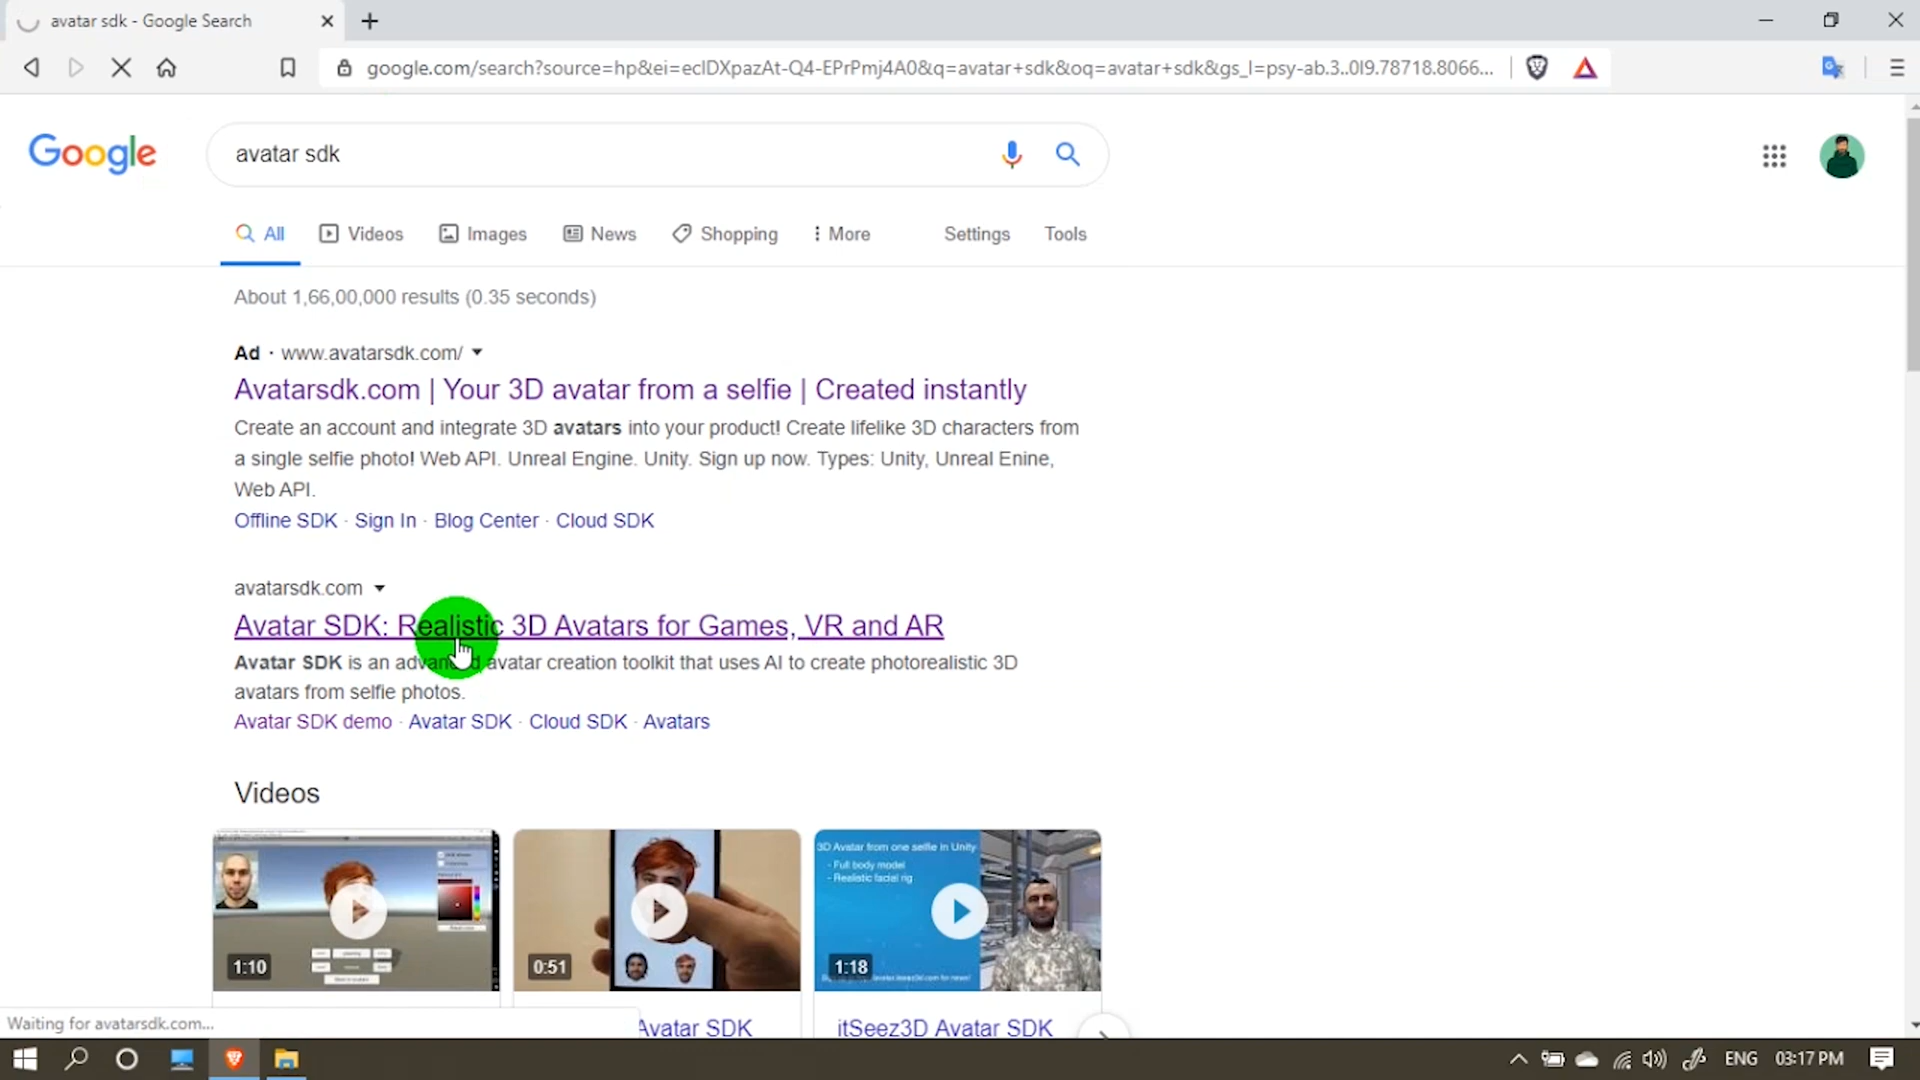 avatar sdk - Google Search
google.com/search?source=hp&ei=eclDXpazAt-Q4-EPrPmj4A0&q=avatar+sdk&oq=avatar+sdk&gs_l=psy-ab.3..0l9.78718.8066...
Google
avatar sdk
All Videos Images News Shopping More Settings Tools
About 1,66,00,000 results (0.35 seconds)
Ad · www.avatarsdk.com/
Avatarsdk.com | Your 3D avatar from a selfie | Created instantly
Create an account and integrate 3D avatars into your product! Create lifelike 3D characters from
a single selfie photo! Web API. Unreal Engine. Unity. Sign up now. Types: Unity, Unreal Enine,
Web API.
Offline SDK · Sign In · Blog Center · Cloud SDK
avatarsdk.com
Avatar SDK: Realistic 3D Avatars for Games, VR and AR
Avatar SDK is an advanced avatar creation toolkit that uses AI to create photorealistic 3D
avatars from selfie photos.
Avatar SDK demo · Avatar SDK · Cloud SDK · Avatars
Videos
3D Avatar from one selfie in Unity
- Full body model
- Realistic facial rig
1:10
0:51
1:18
Avatar SDK
itSeez3D Avatar SDK
Waiting for avatarsdk.com...
ENG 03:17 PM